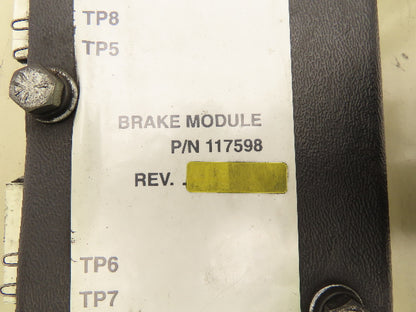 TP8
TP5
BRAKE MODULE
P/N 117598
REV.
TP6
TP7